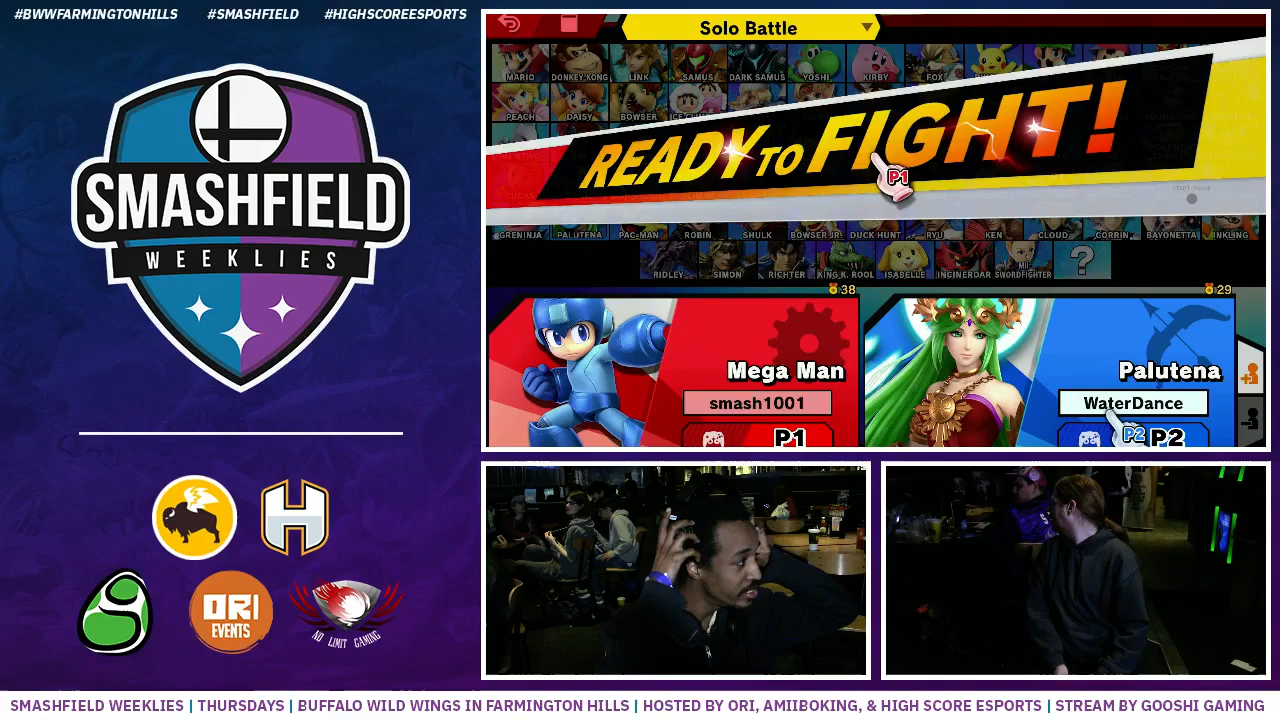 #BWWFARMINGTONHILLS #SMASHFIELD #HIGHSCOREESPORTS
SMASHFIELD
WEEKLIES
H
ORI
EVENTS
NO LIMIT GAMING
Solo Battle
MARIO DONKEY KONG LINK SAMUS DARK SAMUS YOSHI KIRBY FOX
PEACH DAISY BOWSER
READY TO FIGHT!
P1
GRENINJA PALUTENA PAC-MAN ROBIN SHULK BOWSER JR. DUCK HUNT RYU KEN CLOUD CORRIN BAYONETTA INKLING
RIDLEY SIMON RICHTER KING K. ROOL ISABELLE INCINEROAR Mii SWORDFIGHTER ?
38
29
Mega Man
smash1001
P1
Palutena
WaterDance
P2 P2
SMASHFIELD WEEKLIES | THURSDAYS | BUFFALO WILD WINGS IN FARMINGTON HILLS | HOSTED BY ORI, AMIIBOKING, & HIGH SCORE ESPORTS | STREAM BY GOOSHI GAMING